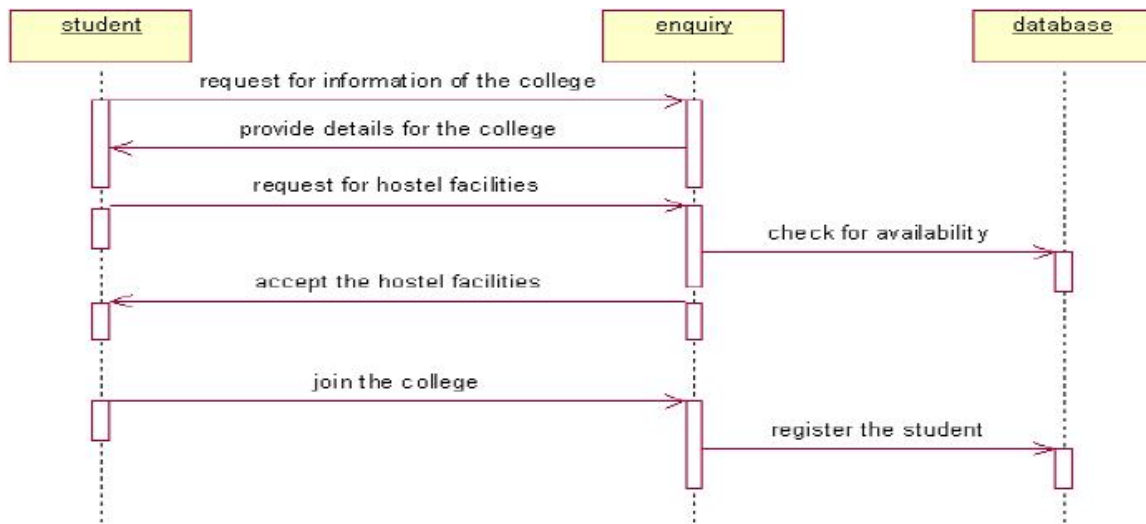 student
enquiry
database
request for information of the college
provide details for the college
request for hostel facilities
check for availability
accept the hostel facilities
join the college
register the student